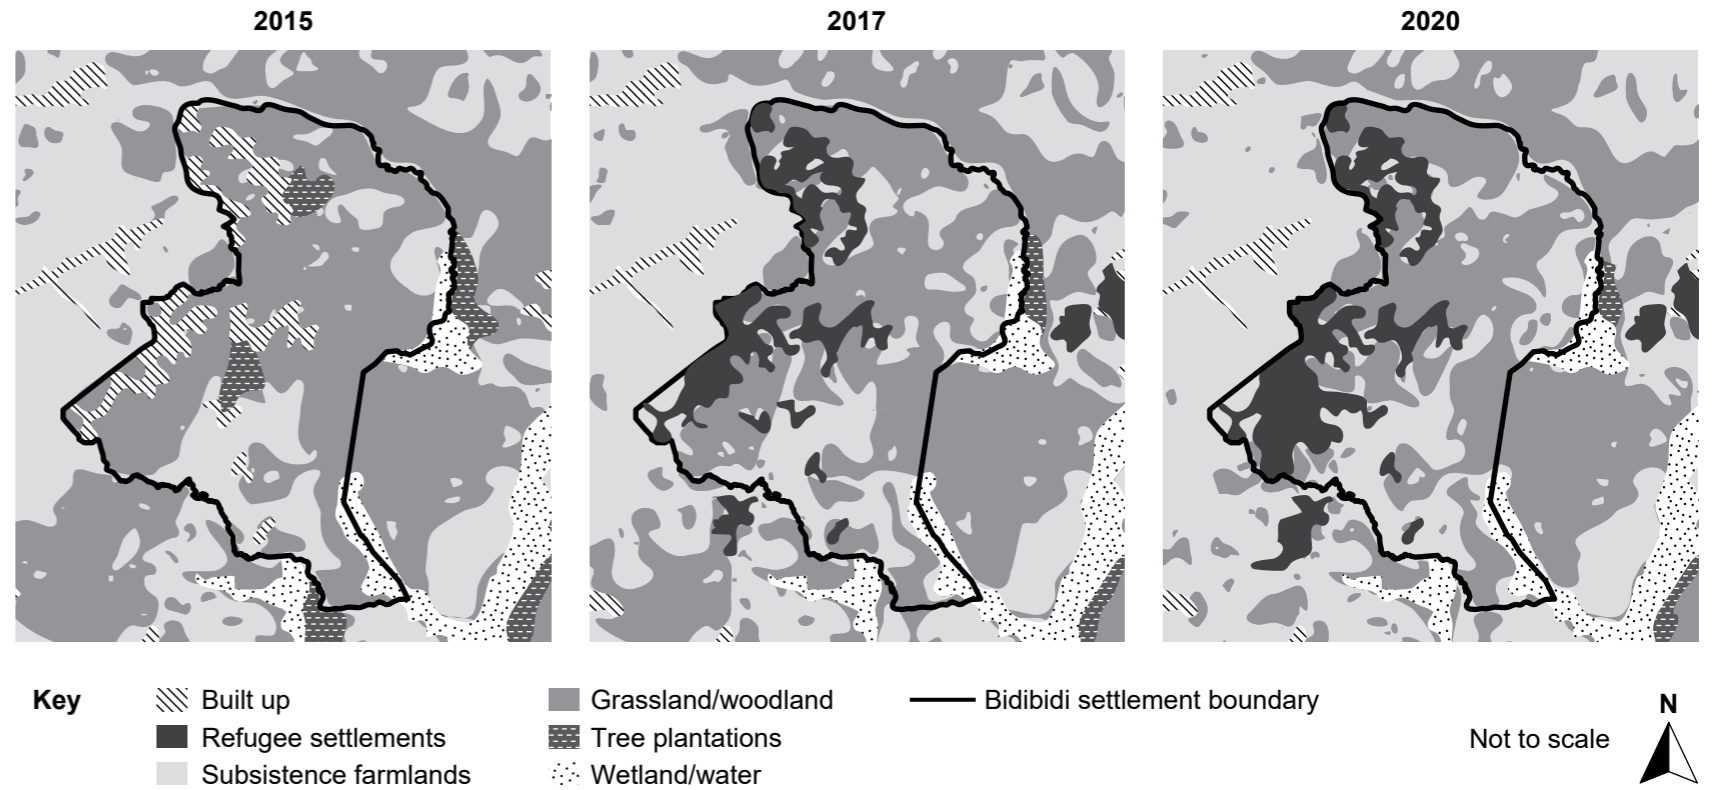 2015 2017 2020
Key Built up Grassland/woodland Bidibidi settlement boundary N
Refugee settlements Tree plantations Not to scale
Subsistence farmlands Wetland/water